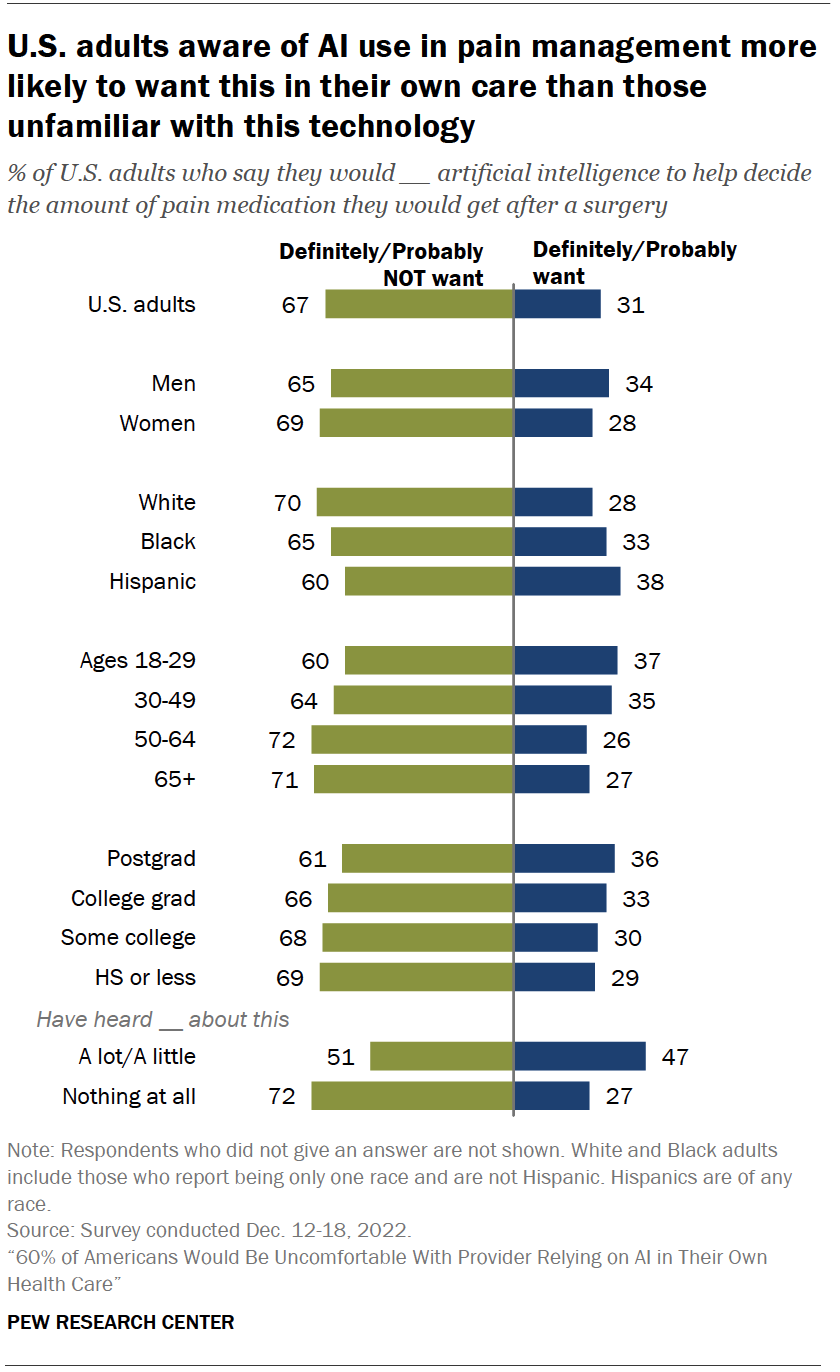 U.S. adults aware of AI use in pain management more
likely to want this in their own care than those
unfamiliar with this technology
% of U.S. adults who say they would __ artificial intelligence to help decide
the amount of pain medication they would get after a surgery
Definitely/Probably NOT want
Definitely/Probably want
U.S. adults 67 31
Men 65 34
Women 69 28
White 70 28
Black 65 33
Hispanic 60 38
Ages 18-29 60 37
30-49 64 35
50-64 72 26
65+ 71 27
Postgrad 61 36
College grad 66 33
Some college 68 30
HS or less 69 29
Have heard __ about this
A lot/A little 51 47
Nothing at all 72 27
Note: Respondents who did not give an answer are not shown. White and Black adults
include those who report being only one race and are not Hispanic. Hispanics are of any
race.
Source: Survey conducted Dec. 12-18, 2022.
“60% of Americans Would Be Uncomfortable With Provider Relying on AI in Their Own
Health Care”
PEW RESEARCH CENTER